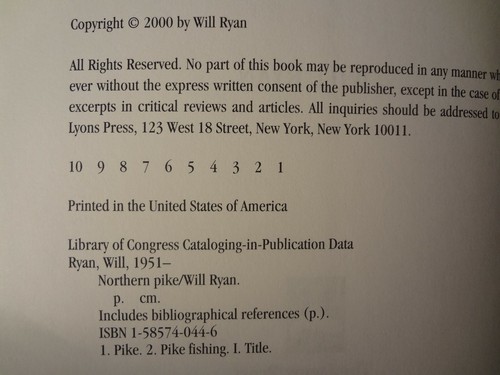 Copyright © 2000 by Will Ryan
All Rights Reserved. No part of this book may be reproduced in any manner
ever without the express written consent of the publisher, except in the case of
excerpts in critical reviews and articles. All inquiries should be addressed to
Lyons Press, 123 West 18 Street, New York, New York 10011.
10 9 8 7 6 5 4 3 2 1
Printed in the United States of America
Library of Congress Cataloging-in-Publication Data
Ryan, Will, 1951–
Northern pike/Will Ryan.
p. cm.
Includes bibliographical references (p.).
ISBN 1-58574-044-6
1. Pike. 2. Pike fishing. I. Title.